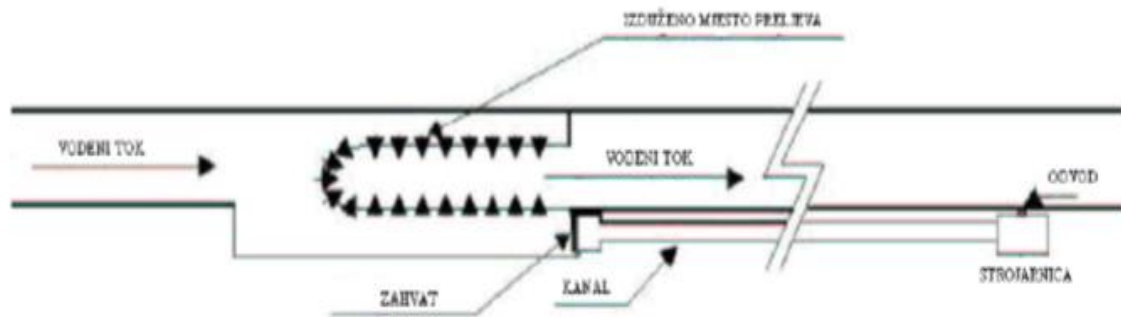 IZDUŽENO MJESTO PRELJEVA
VODENI TOK
VODENI TOK
ODVOD
ZAHVAT
KANAL
STROJARNICA